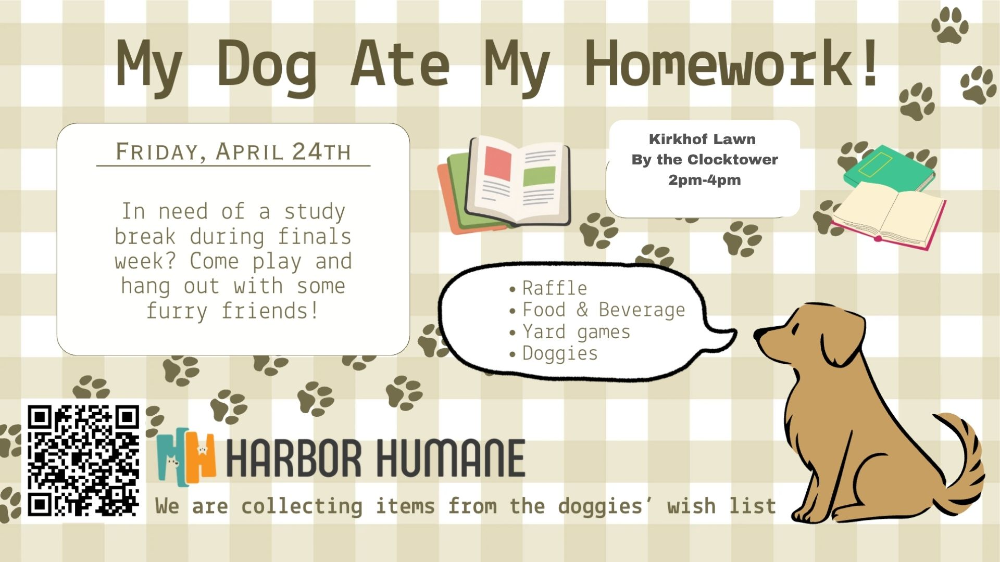 My Dog Ate My Homework!
FRIDAY, APRIL 24TH
In need of a study
break during finals
week? Come play and
hang out with some
furry friends!
Kirkhof Lawn
By the Clocktower
2pm-4pm
• Raffle
• Food & Beverage
• Yard games
• Doggies
HH HARBOR HUMANE
We are collecting items from the doggies’ wish list